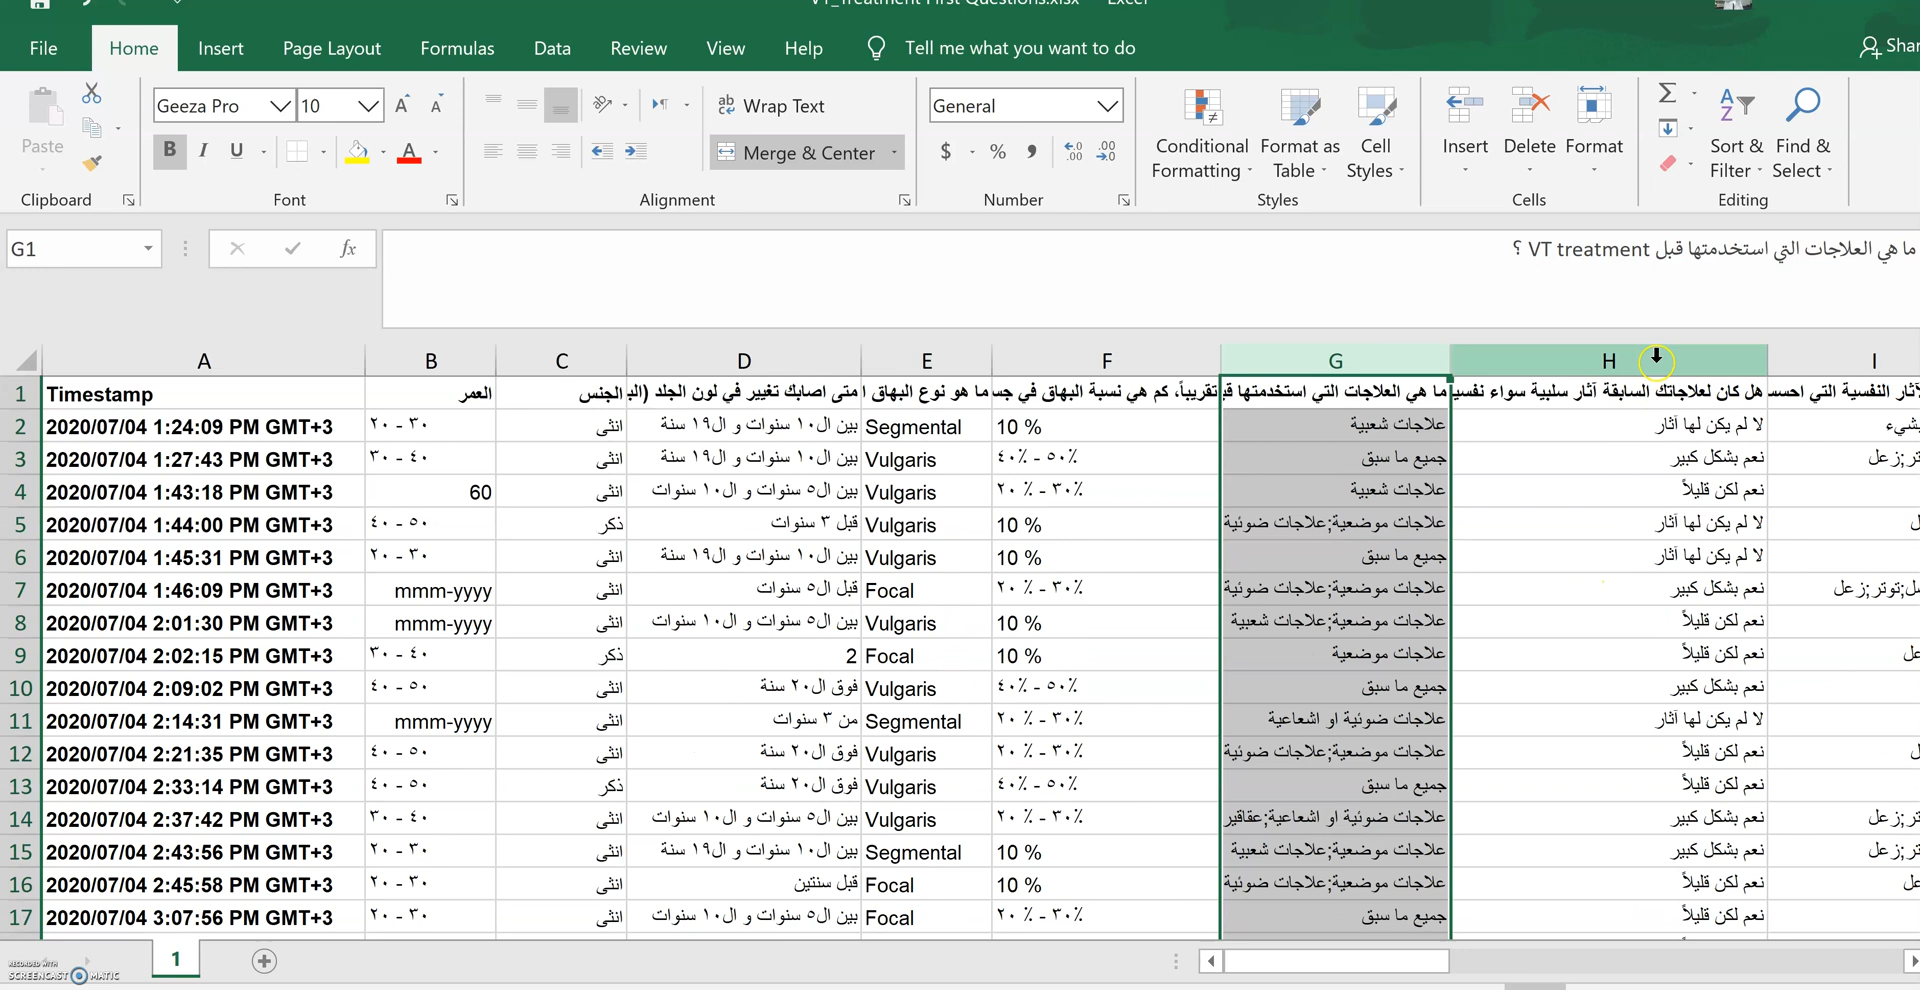 VT_Treatment First Questions.xlsx - Excel
File Home Insert Page Layout Formulas Data Review View Help Tell me what you want to do
Geeza Pro 10 Wrap Text General
Paste B I U A Merge & Center $ % Conditional Formatting Format as Table Cell Styles Insert Delete Format Sort & Filter Find & Select
Clipboard Font Alignment Number Styles Cells Editing
G1 fx ما هي العلاجات التي استخدمتها قبل VT treatment ؟
A B C D E F G H I
1 Timestamp العمر الجنس متى اصابك تغيير في لون الجلد ما هو نوع البهاق تقريباً، كم هي نسبة البهاق في ما هي العلاجات التي استخدمتها هل كان لعلاجاتك السابقة آثار سلبية سواء النفسية التي
2 2020/07/04 1:24:09 PM GMT+3 ٢٠ - ٣٠ انثى بين ال١٠ سنوات و ال١٩ سنة Segmental 10 % علاجات شعبية لا لم يكن لها آثار
3 2020/07/04 1:27:43 PM GMT+3 ٣٠ - ٤٠ انثى بين ال١٠ سنوات و ال١٩ سنة Vulgaris ٤٠٪ - ٥٠٪ جميع ما سبق نعم بشكل كبير زعل
4 2020/07/04 1:43:18 PM GMT+3 60 انثى بين ال٥ سنوات و ال١٠ سنوات Vulgaris ٢٠ ٪ - ٣٠٪ علاجات شعبية نعم لكن قليلاً
5 2020/07/04 1:44:00 PM GMT+3 ٤٠ - ٥٠ ذكر قبل ٣ سنوات Vulgaris 10 % علاجات موضعية;علاجات ضوئية لا لم يكن لها آثار
6 2020/07/04 1:45:31 PM GMT+3 ٢٠ - ٣٠ انثى بين ال١٠ سنوات و ال١٩ سنة Vulgaris 10 % جميع ما سبق لا لم يكن لها آثار
7 2020/07/04 1:46:09 PM GMT+3 mmm-yyyy انثى قبل ال٥ سنوات Focal ٢٠ ٪ - ٣٠٪ علاجات موضعية;علاجات ضوئية نعم بشكل كبير توتر;زعل
8 2020/07/04 2:01:30 PM GMT+3 mmm-yyyy انثى بين ال٥ سنوات و ال١٠ سنوات Vulgaris 10 % علاجات موضعية;علاجات شعبية نعم لكن قليلاً
9 2020/07/04 2:02:15 PM GMT+3 ٣٠ - ٤٠ ذكر 2 Focal 10 % علاجات موضعية نعم لكن قليلاً
10 2020/07/04 2:09:02 PM GMT+3 ٤٠ - ٥٠ انثى فوق ال٢٠ سنة Vulgaris ٤٠٪ - ٥٠٪ جميع ما سبق نعم بشكل كبير
11 2020/07/04 2:14:31 PM GMT+3 mmm-yyyy انثى من ٣ سنوات Segmental ٢٠ ٪ - ٣٠٪ علاجات ضوئية او اشعاعية لا لم يكن لها آثار
12 2020/07/04 2:21:35 PM GMT+3 ٤٠ - ٥٠ انثى فوق ال٢٠ سنة Vulgaris ٢٠ ٪ - ٣٠٪ علاجات موضعية;علاجات ضوئية نعم لكن قليلاً
13 2020/07/04 2:33:14 PM GMT+3 ٤٠ - ٥٠ ذكر فوق ال٢٠ سنة Vulgaris ٤٠٪ - ٥٠٪ جميع ما سبق نعم لكن قليلاً
14 2020/07/04 2:37:42 PM GMT+3 ٣٠ - ٤٠ انثى بين ال٥ سنوات و ال١٠ سنوات Vulgaris ٢٠ ٪ - ٣٠٪ علاجات ضوئية او اشعاعية;عقاقير نعم بشكل كبير زعل
15 2020/07/04 2:43:56 PM GMT+3 ٢٠ - ٣٠ انثى بين ال١٠ سنوات و ال١٩ سنة Segmental 10 % علاجات موضعية;علاجات شعبية نعم بشكل كبير زعل
16 2020/07/04 2:45:58 PM GMT+3 ٢٠ - ٣٠ انثى قبل سنتين Focal 10 % علاجات موضعية;علاجات ضوئية نعم لكن قليلاً
17 2020/07/04 3:07:56 PM GMT+3 ٢٠ - ٣٠ انثى بين ال٥ سنوات و ال١٠ سنوات Focal ٢٠ ٪ - ٣٠٪ جميع ما سبق نعم لكن قليلاً
1
RECORDED WITH
SCREENCAST MATIC